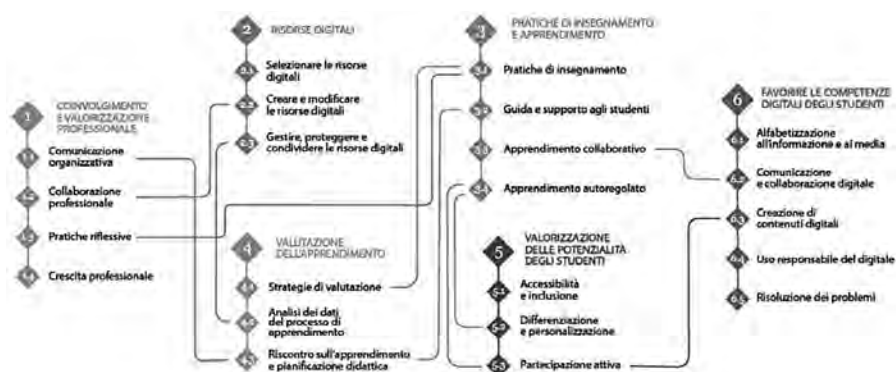 1
COINVOLGIMENTO
E VALORIZZAZIONE
PROFESSIONALE
1.1
Comunicazione
organizzativa
1.2
Collaborazione
professionale
1.3
Pratiche riflessive
1.4
Crescita professionale
2
RISORSE DIGITALI
2.1
Selezionare le risorse
digitali
2.2
Creare e modificare
le risorse digitali
2.3
Gestire, proteggere e
condividere le risorse digitali
3
PRATICHE DI INSEGNAMENTO
E APPRENDIMENTO
3.1
Pratiche di insegnamento
3.2
Guida e supporto agli studenti
3.3
Apprendimento collaborativo
3.4
Apprendimento autoregolato
4
VALUTAZIONE
DELL'APPRENDIMENTO
4.1
Strategie di valutazione
4.2
Analisi dei dati
del processo di
apprendimento
4.3
Riscontro sull'apprendimento
e pianificazione didattica
5
VALORIZZAZIONE
DELLE POTENZIALITÀ
DEGLI STUDENTI
5.1
Accessibilità
e inclusione
5.2
Differenziazione
e personalizzazione
5.3
Partecipazione attiva
6
FAVORIRE LE COMPETENZE
DIGITALI DEGLI STUDENTI
6.1
Alfabetizzazione
all'informazione e ai media
6.2
Comunicazione
e collaborazione digitale
6.3
Creazione di
contenuti digitali
6.4
Uso responsabile del digitale
6.5
Risoluzione dei problemi